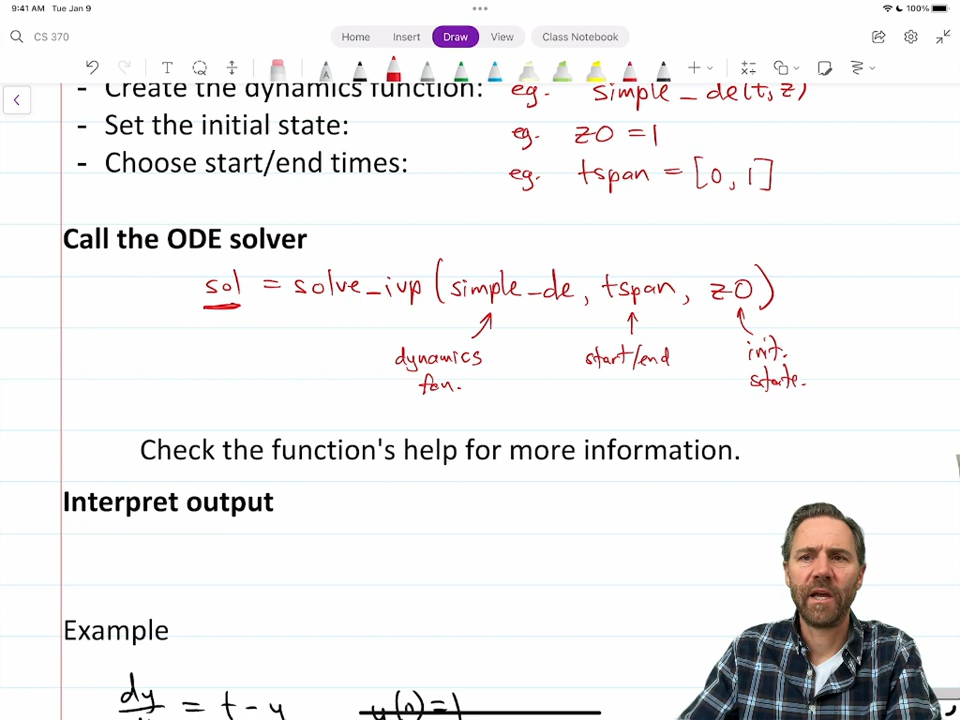 9:41 AM Tue Jan 9
100%
CS 370
Home Insert Draw View Class Notebook
- Create the dynamics function: eg. simple_de(t, z)
- Set the initial state: eg. z0 = 1
- Choose start/end times: eg. tspan = [0, 1]
Call the ODE solver
sol = solve_ivp(simple_de, tspan, z0)
dynamics fcn. start/end init. state.
Check the function's help for more information.
Interpret output
Example
dy
= t - y y(0) = 1